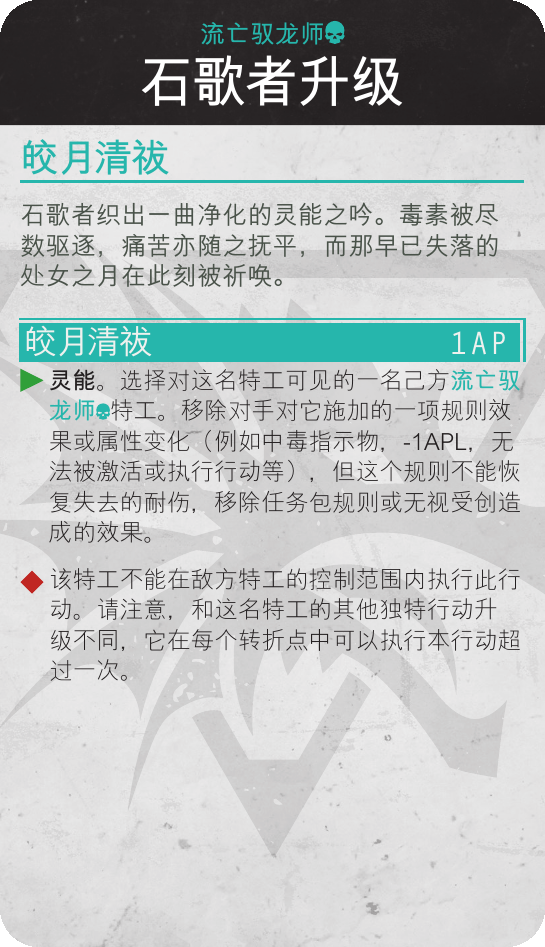 流亡驭龙师
石歌者升级
皎月清祓
石歌者织出一曲净化的灵能之吟。毒素被尽
数驱逐，痛苦亦随之抚平，而那早已失落的
处女之月在此刻被祈唤。
皎月清祓 1AP
灵能。选择对这名特工可见的一名己方流亡驭
龙师特工。移除对手对它施加的一项规则效
果或属性变化（例如中毒指示物，-1APL，无
法被激活或执行行动等），但这个规则不能恢
复失去的耐伤，移除任务包规则或无视受创造
成的效果。
该特工不能在敌方特工的控制范围内执行此行
动。请注意，和这名特工的其他独特行动升
级不同，它在每个转折点中可以执行本行动超
过一次。